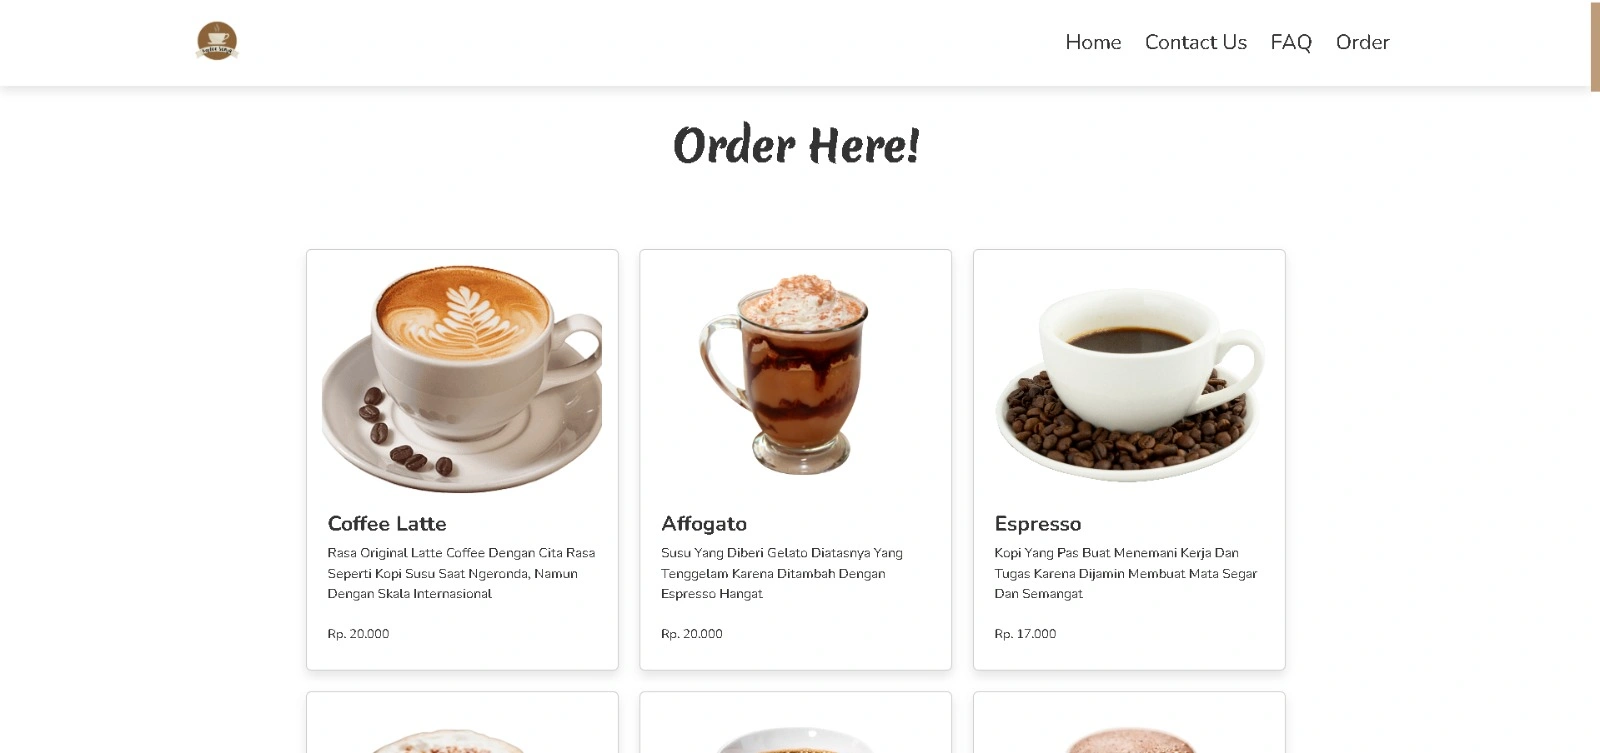 Home Contact Us FAQ Order
Order Here!
Coffee Latte
Rasa Original Latte Coffee Dengan Cita Rasa
Seperti Kopi Susu Saat Ngeronda, Namun
Dengan Skala Internasional
Rp. 20.000
Affogato
Susu Yang Diberi Gelato Diatasnya Yang
Tenggelam Karena Ditambah Dengan
Espresso Hangat
Rp. 20.000
Espresso
Kopi Yang Pas Buat Menemani Kerja Dan
Tugas Karena Dijamin Membuat Mata Segar
Dan Semangat
Rp. 17.000